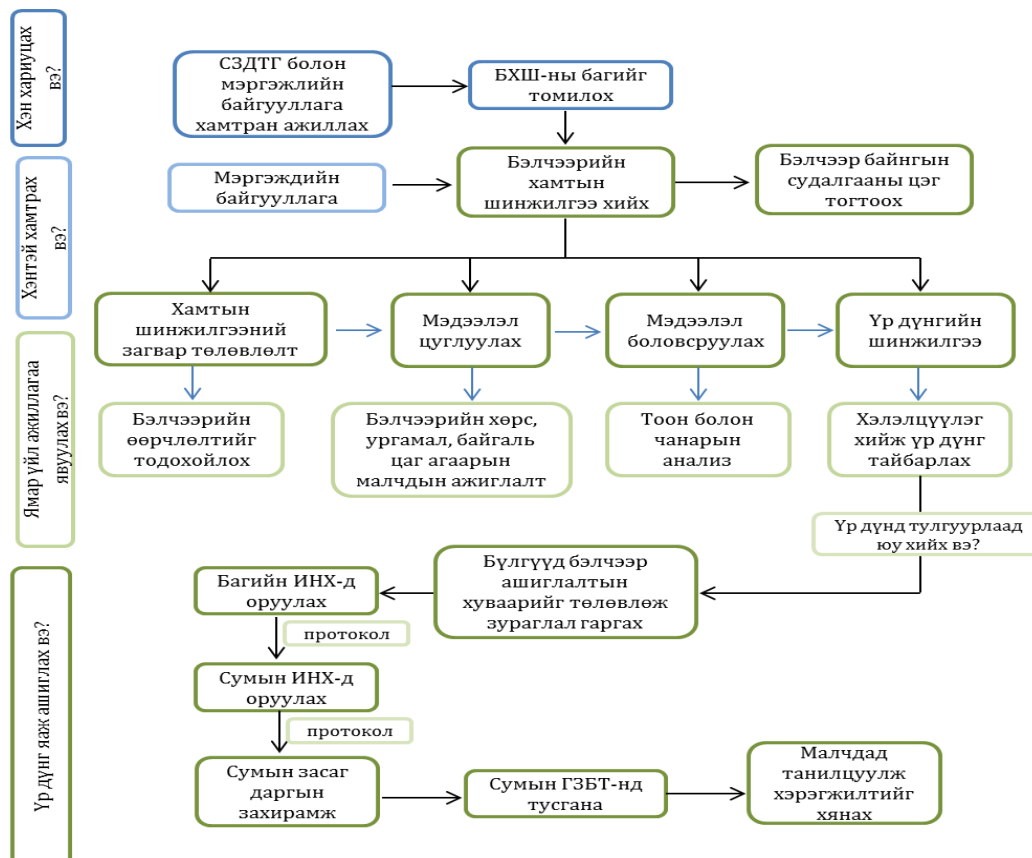 Хэн хариуцах
вэ?
СЗДТГ болон
мэргэжлийн
байгууллага
хамтран ажиллах
БХШ-ны багийг
томилох
Хэнтэй хамтрах
вэ?
Мэргэждийн
байгууллага
Бэлчээрийн
хамтын
шинжилгээ хийх
Бэлчээр байнгын
судалгааны цэг
тогтоох
Хамтын
шинжилгээний
загвар төлөвлөлт
Мэдээлэл
цуглуулах
Мэдээлэл
боловсруулах
Үр дүнгийн
шинжилгээ
Ямар үйл ажиллагаа
явуулах вэ?
Бэлчээрийн
өөрчлөлтийг
тодохойлох
Бэлчээрийн хөрс,
ургамал, байгаль
цаг агаарын
малчдын ажиглалт
Тоон болон
чанарын
анализ
Хэлэлцүүлэг
хийж үр дүнг
тайбарлах
Үр дүнд тулгуурлаад
юу хийх вэ?
Үр дүнг яаж ашиглах вэ?
Бүлгүүд бэлчээр
ашиглалтын
хуваарийг төлөвлөж
зураглал гаргах
Багийн ИНХ-д
оруулах
протокол
Сумын ИНХ-д
оруулах
протокол
Сумын засаг
даргын
захирамж
Сумын ГЗБТ-нд
тусгана
Малчдад
танилцуулж
хэрэгжилтийг
хянах